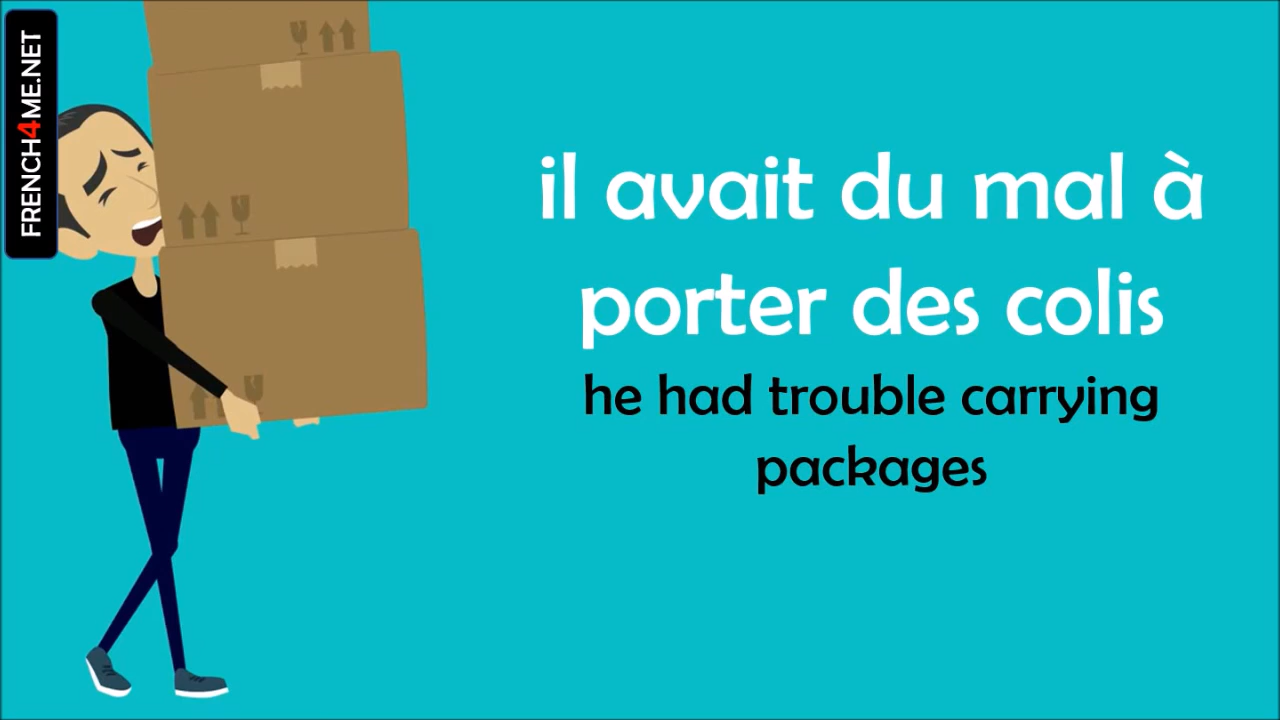 FRENCH4ME.NET
il avait du mal à
porter des colis
he had trouble carrying
packages